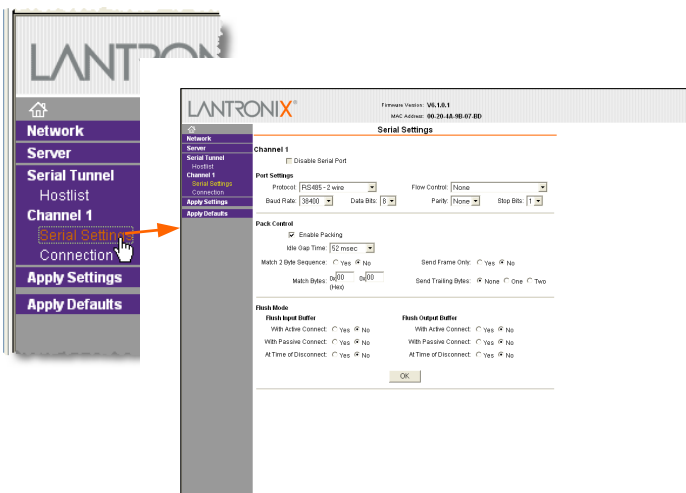 LANTRON
Network
Server
Serial Tunnel
Hostlist
Channel 1
Serial Settings
Connection
Apply Settings
Apply Defaults
LANTRONIX®
Firmware Version: V6.1.0.1
MAC Address: 00-20-4A-9B-07-BD
Network
Server
Serial Tunnel
Hostlist
Channel 1
Serial Settings
Connection
Apply Settings
Apply Defaults
Serial Settings
Channel 1
Disable Serial Port
Port Settings
Protocol: RS485 - 2 wire Flow Control: None
Baud Rate: 38400 Data Bits: 8 Parity: None Stop Bits: 1
Pack Control
Enable Packing
Idle Gap Time: 52 msec
Match 2 Byte Sequence: Yes No Send Frame Only: Yes No
Match Bytes: 0x 00 0x 00 Send Trailing Bytes: None One Two
(Hex)
Flush Mode
Flush Input Buffer Flush Output Buffer
With Active Connect: Yes No With Active Connect: Yes No
With Passive Connect: Yes No With Passive Connect: Yes No
At Time of Disconnect: Yes No At Time of Disconnect: Yes No
OK